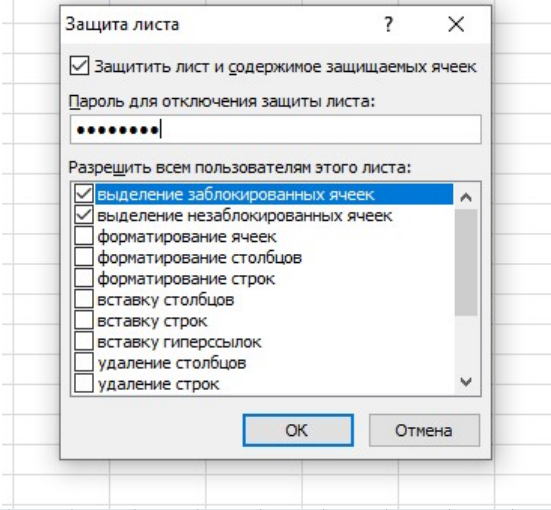 Защита листа ?
Защитить лист и содержимое защищаемых ячеек
Пароль для отключения защиты листа:
••••••••
Разрешить всем пользователям этого листа:
выделение заблокированных ячеек
выделение незаблокированных ячеек
форматирование ячеек
форматирование столбцов
форматирование строк
вставку столбцов
вставку строк
вставку гиперссылок
удаление столбцов
удаление строк
ОК Отмена